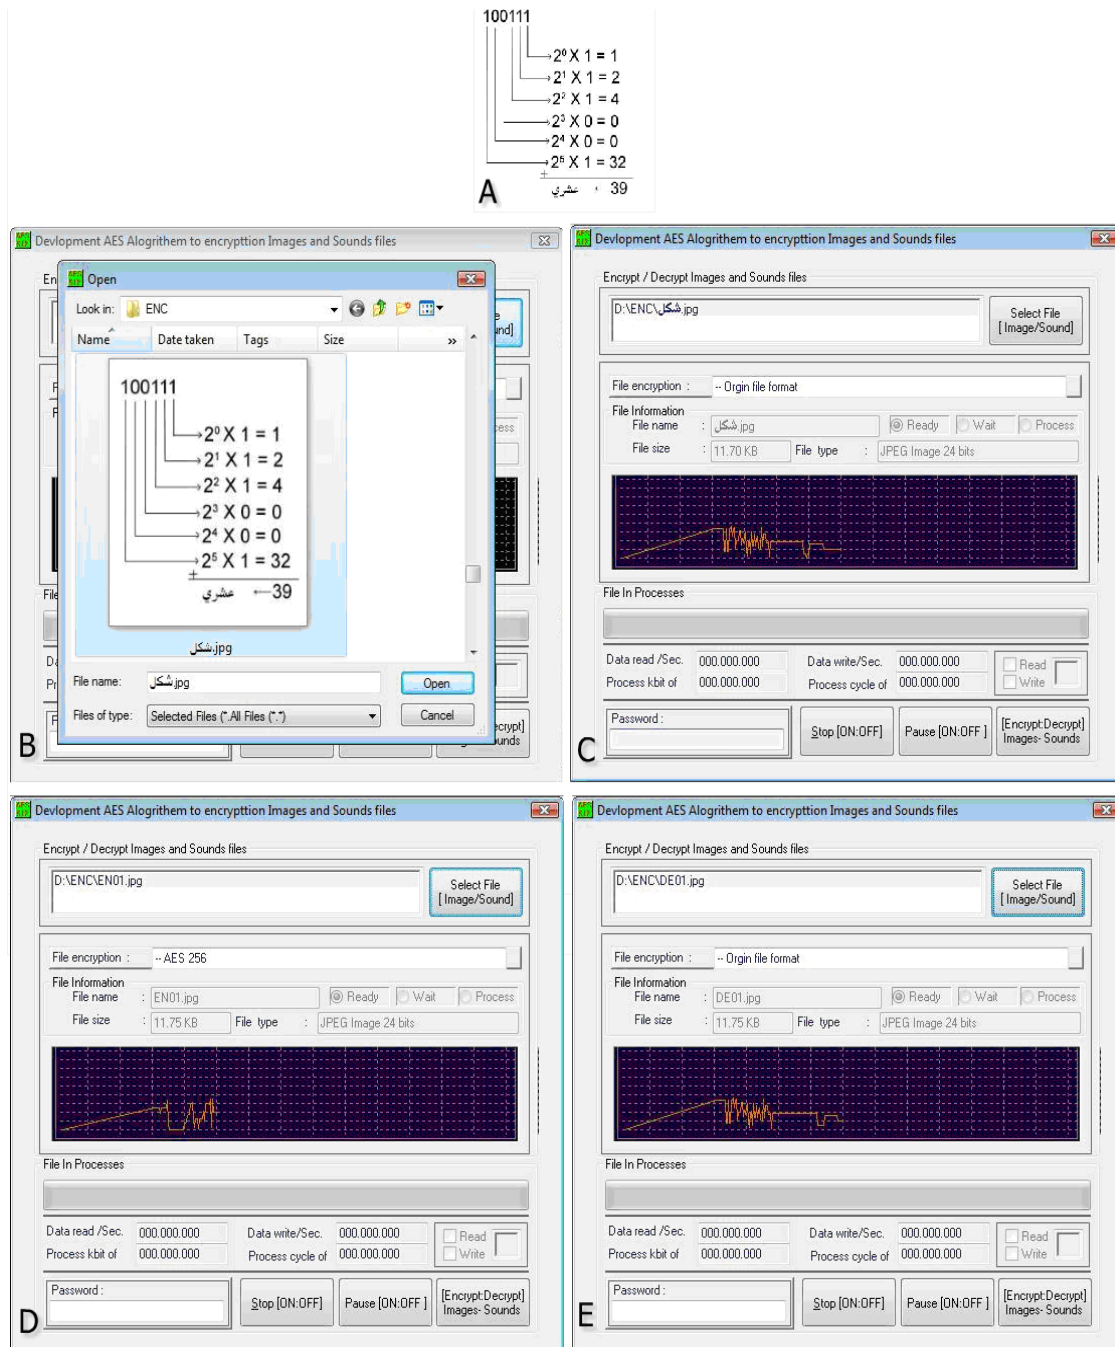 100111
2⁰ X 1 = 1
2¹ X 1 = 2
2² X 1 = 4
2³ X 0 = 0
2⁴ X 0 = 0
2⁵ X 1 = 32
+
عشري 39
A
Devlopment AES Alogrithem to encrypttion Images and Sounds files
Open
Look in: ENC
Name Date taken Tags Size »
100111
2⁰ X 1 = 1
2¹ X 1 = 2
2² X 1 = 4
2³ X 0 = 0
2⁴ X 0 = 0
2⁵ X 1 = 32
+
عشري ←39
شكل.jpg
File name: شكل.jpg
Open
Files of type: Selected Files (*.All Files (*.*)
Cancel
B
Devlopment AES Alogrithem to encrypttion Images and Sounds files
Encrypt / Decrypt Images and Sounds files
D:\ENC\شكل.jpg
Select File
[ Image/Sound]
File encryption : -- Orgin file format
File Information
File name : شكل.jpg Ready Wait Process
File size : 11.70 KB File type : JPEG Image 24 bits
File In Processes
Data read /Sec. 000.000.000 Data write/Sec. 000.000.000 Read
Process kbit of 000.000.000 Process cycle of 000.000.000 Write
Password :
Stop [ON:OFF] Pause [ON:OFF ] [Encrypt:Decrypt]
Images- Sounds
C
Devlopment AES Alogrithem to encrypttion Images and Sounds files
Encrypt / Decrypt Images and Sounds files
D:\ENC\EN01.jpg
Select File
[ Image/Sound]
File encryption : -- AES 256
File Information
File name : EN01.jpg Ready Wait Process
File size : 11.75 KB File type : JPEG Image 24 bits
File In Processes
Data read /Sec. 000.000.000 Data write/Sec. 000.000.000 Read
Process kbit of 000.000.000 Process cycle of 000.000.000 Write
Password :
Stop [ON:OFF] Pause [ON:OFF ] [Encrypt:Decrypt]
Images- Sounds
D
Devlopment AES Alogrithem to encrypttion Images and Sounds files
Encrypt / Decrypt Images and Sounds files
D:\ENC\DE01.jpg
Select File
[ Image/Sound]
File encryption : -- Orgin file format
File Information
File name : DE01.jpg Ready Wait Process
File size : 11.75 KB File type : JPEG Image 24 bits
File In Processes
Data read /Sec. 000.000.000 Data write/Sec. 000.000.000 Read
Process kbit of 000.000.000 Process cycle of 000.000.000 Write
Password :
Stop [ON:OFF] Pause [ON:OFF ] [Encrypt:Decrypt]
Images- Sounds
E